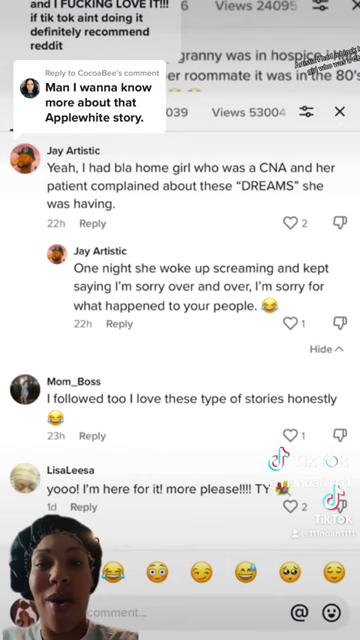 and I FUCKING LOVE IT!!!
if tik tok aint doing it
definitely recommend
reddit
6 Views 24095
granny was in hospice
Reply to CocoaBee's comment
Man I wanna know
more about that
Applewhite story.
er roommate it was in the 80's
039 Views 53004
Jay Artistic
Yeah, I had bla home girl who was a CNA and her
patient complained about these “DREAMS” she
was having.
22h Reply 2
Jay Artistic
One night she woke up screaming and kept
saying I'm sorry over and over, I'm sorry for
what happened to your people. 😂
22h Reply 1
Hide
Mom_Boss
I followed too I love these type of stories honestly
😂
23h Reply 1
LisaLeesa
yooo! I'm here for it! more please!!!! TY
1d Reply 2
TikTok
TikTok
comment...
@